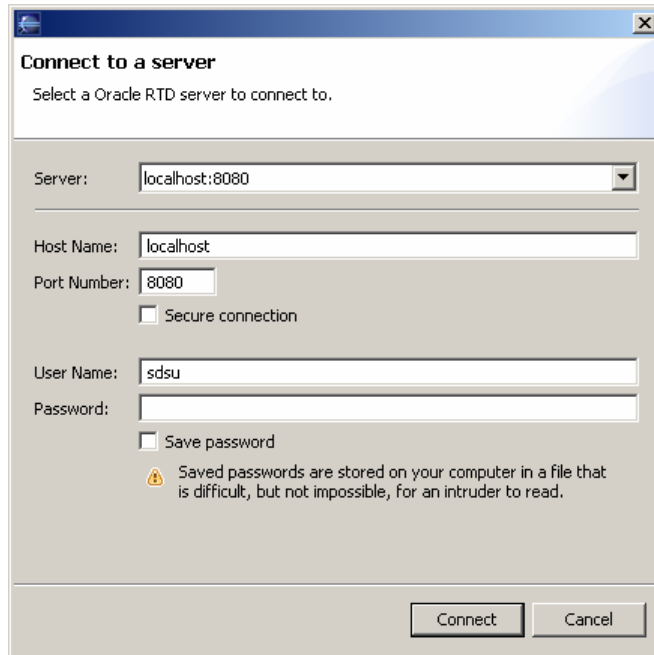 Connect to a server
Select a Oracle RTD server to connect to.
Server: localhost:8080
Host Name: localhost
Port Number: 8080
Secure connection
User Name: sdsu
Password:
Save password
Saved passwords are stored on your computer in a file that
is difficult, but not impossible, for an intruder to read.
Connect Cancel